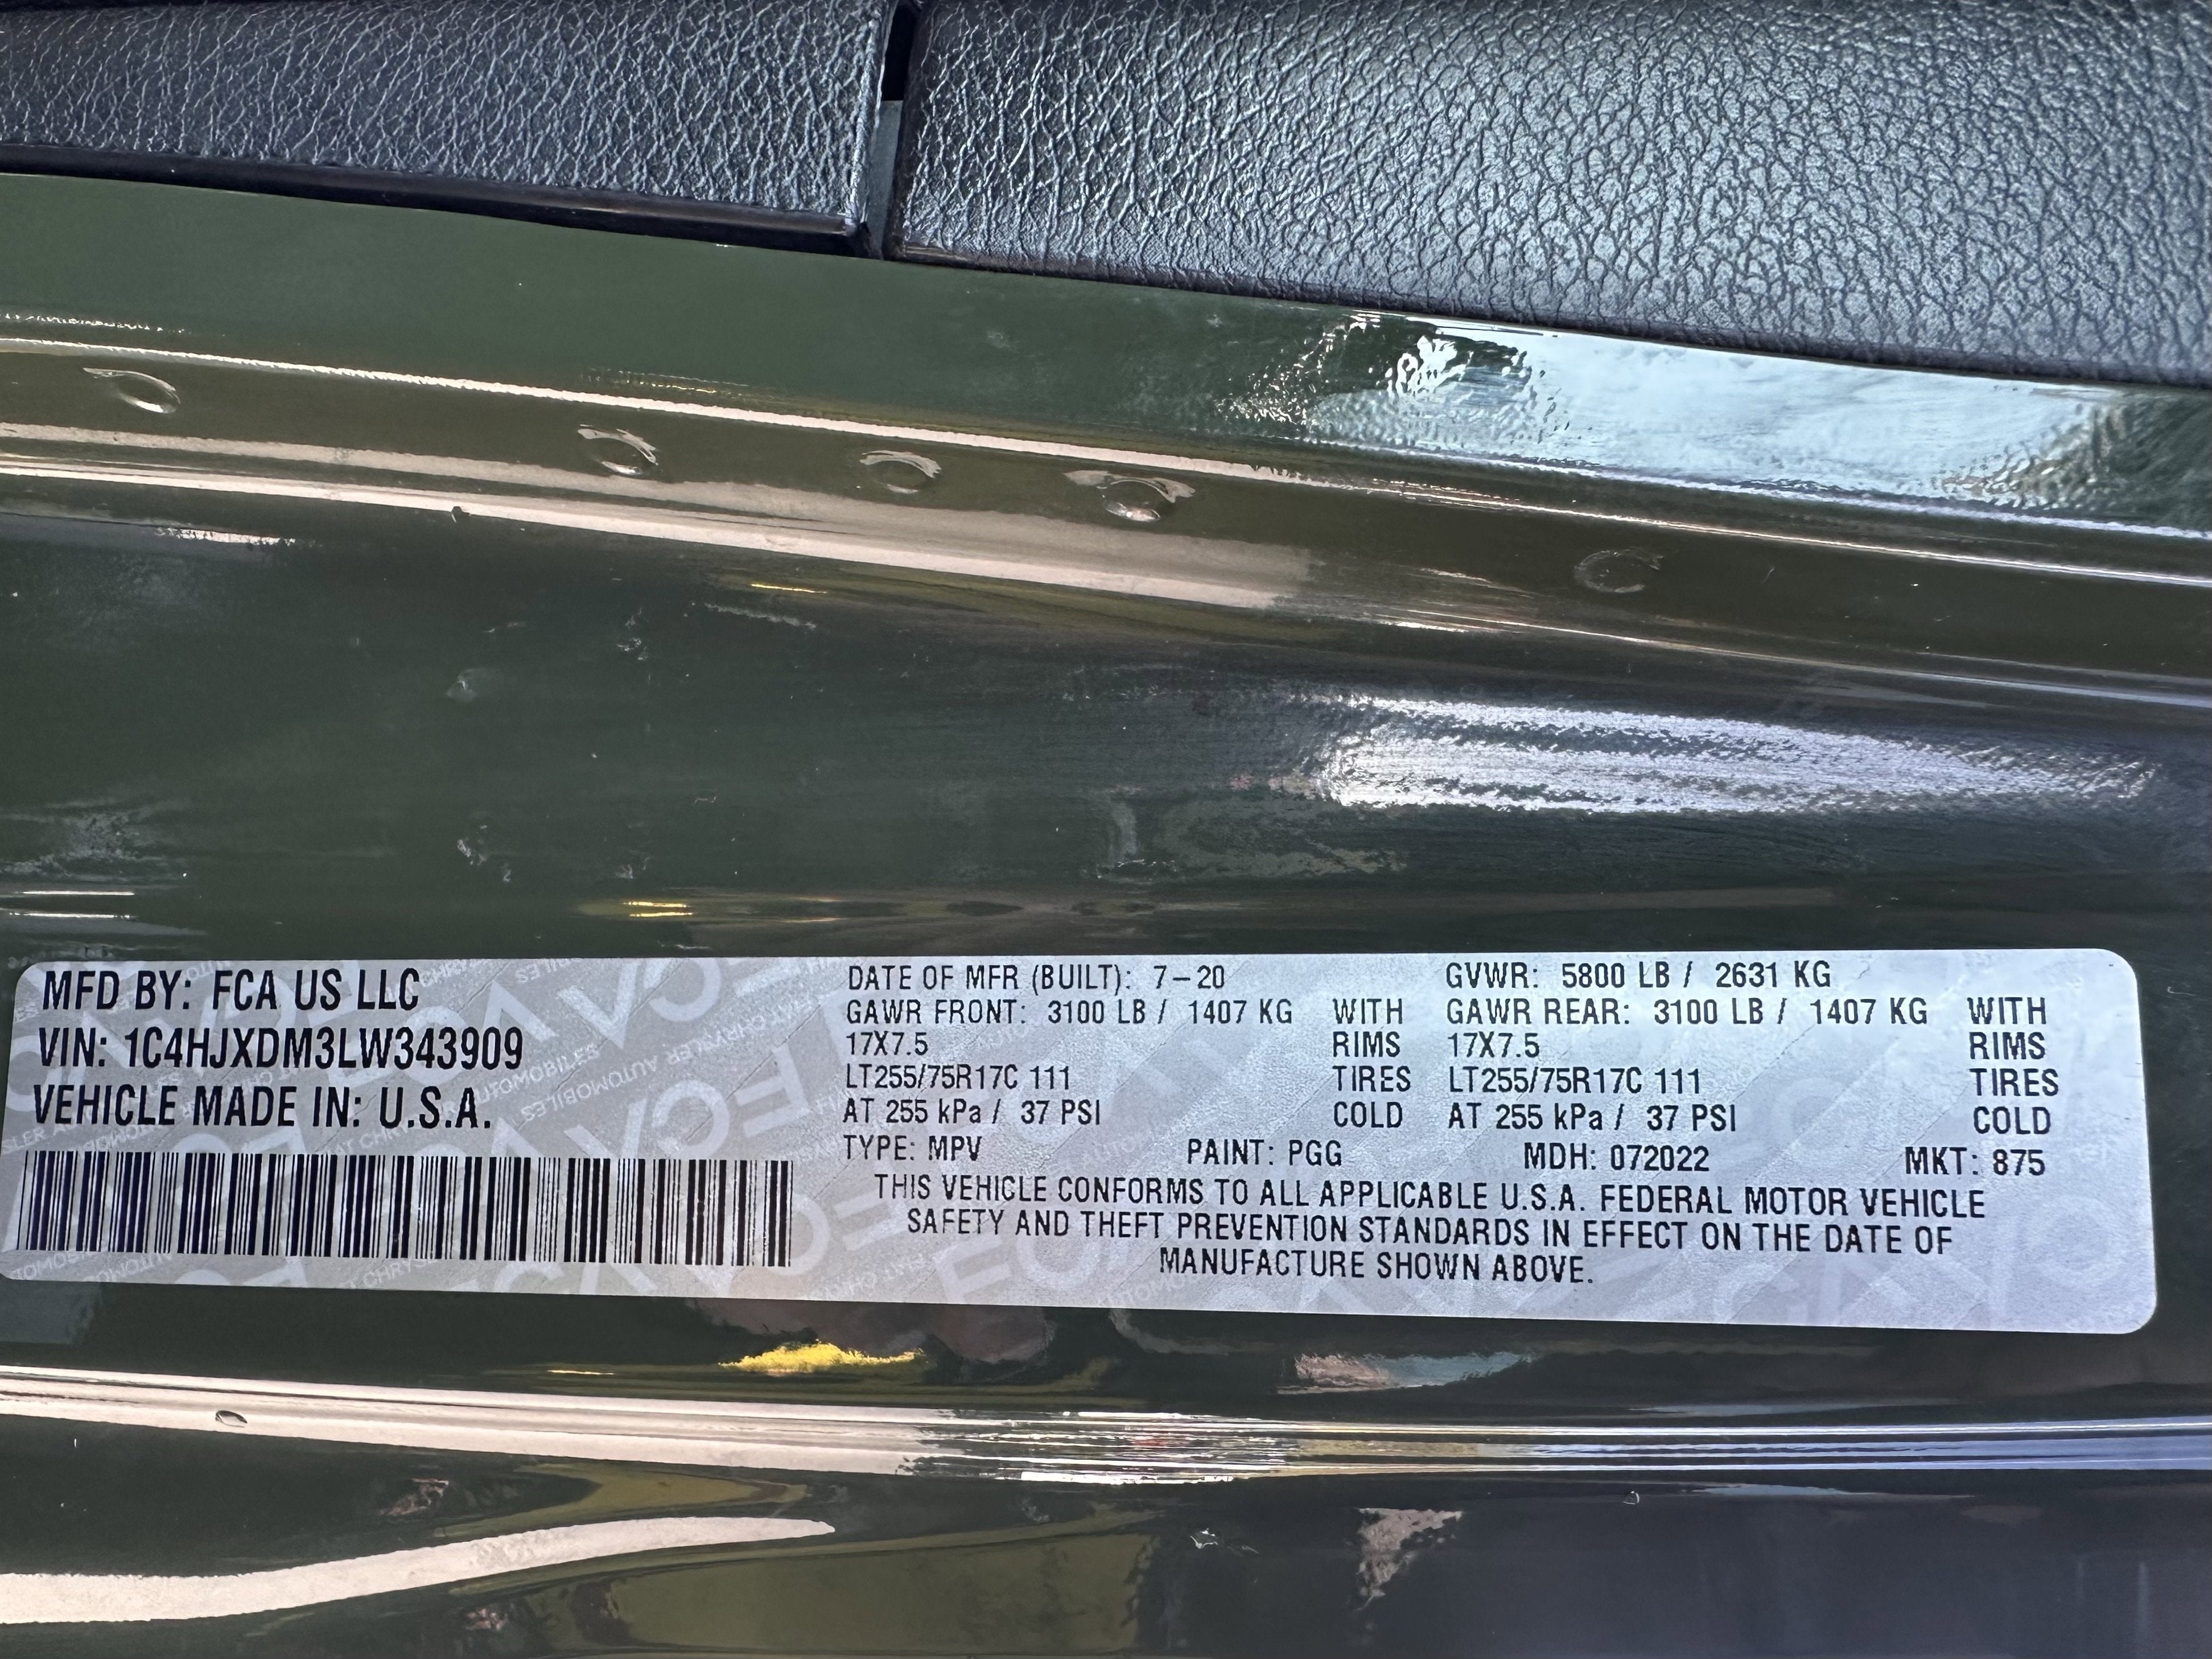 MFD BY: FCA US LLC
VIN: 1C4HJXDM3LW343909
VEHICLE MADE IN: U.S.A.
DATE OF MFR (BUILT): 7-20 GVWR: 5800 LB / 2631 KG
GAWR FRONT: 3100 LB / 1407 KG WITH GAWR REAR: 3100 LB / 1407 KG WITH
17X7.5 RIMS 17X7.5 RIMS
LT255/75R17C 111 TIRES LT255/75R17C 111 TIRES
AT 255 kPa / 37 PSI COLD AT 255 kPa / 37 PSI COLD
TYPE: MPV PAINT: PGG MDH: 072022 MKT: 875
THIS VEHICLE CONFORMS TO ALL APPLICABLE U.S.A. FEDERAL MOTOR VEHICLE
SAFETY AND THEFT PREVENTION STANDARDS IN EFFECT ON THE DATE OF
MANUFACTURE SHOWN ABOVE.